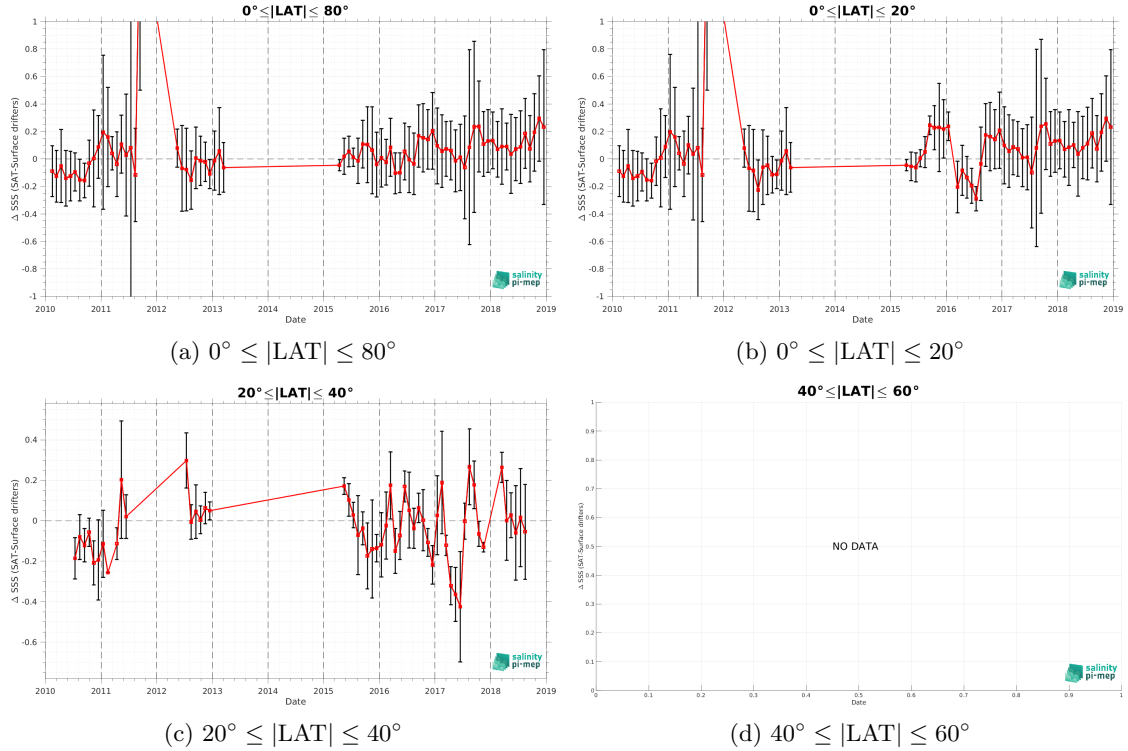 0°≤|LAT|≤ 80°
1
0.8
0.6
0.4
0.2
0
-0.2
-0.4
-0.6
-0.8
-1
Δ SSS (SAT-Surface drifters)
2010 2011 2012 2013 2014 2015 2016 2017 2018 2019
Date
salinity
pi-mep
(a) 0° ≤ |LAT| ≤ 80°
0°≤|LAT|≤ 20°
1
0.8
0.6
0.4
0.2
0
-0.2
-0.4
-0.6
-0.8
-1
Δ SSS (SAT-Surface drifters)
2010 2011 2012 2013 2014 2015 2016 2017 2018 2019
Date
salinity
pi-mep
(b) 0° ≤ |LAT| ≤ 20°
20°≤|LAT|≤ 40°
0.4
0.2
0
-0.2
-0.4
-0.6
Δ SSS (SAT-Surface drifters)
2010 2011 2012 2013 2014 2015 2016 2017 2018 2019
Date
salinity
pi-mep
(c) 20° ≤ |LAT| ≤ 40°
40°≤|LAT|≤ 60°
1
0.9
0.8
0.7
0.6
0.5
0.4
0.3
0.2
0.1
0
Δ SSS (SAT-Surface drifters)
NO DATA
0 0.1 0.2 0.3 0.4 0.5 0.6 0.7 0.8 0.9 1
Date
salinity
pi-mep
(d) 40° ≤ |LAT| ≤ 60°